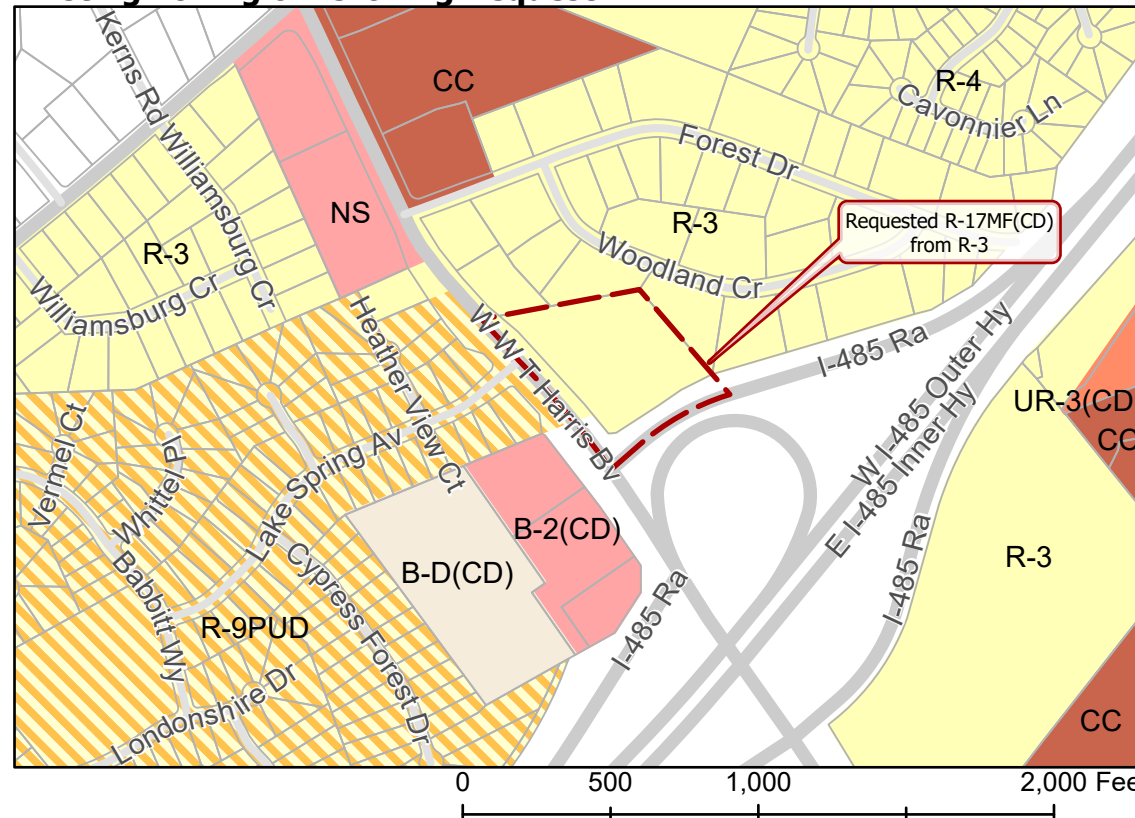 Kerns Rd
Williamsburg Cr
CC
R-4
Cavonnier Ln
Forest Dr
NS
R-3
R-3
Requested R-17MF(CD)
from R-3
Woodland Cr
Williamsburg Cr
Heather View Ct
W W T Harris Bv
I-485 Ra
W I-485 Outer Hy
E I-485 Inner Hy
UR-3(CD
CC
Vermel Ct
Whittel Pl
Lake Spring Av
B-2(CD)
B-D(CD)
I-485 Ra
R-3
Babbitt Wy
Cypress Forest Dr
R-9PUD
I-485 Ra
Londonshire Dr
CC
0 500 1,000 2,000 Fee